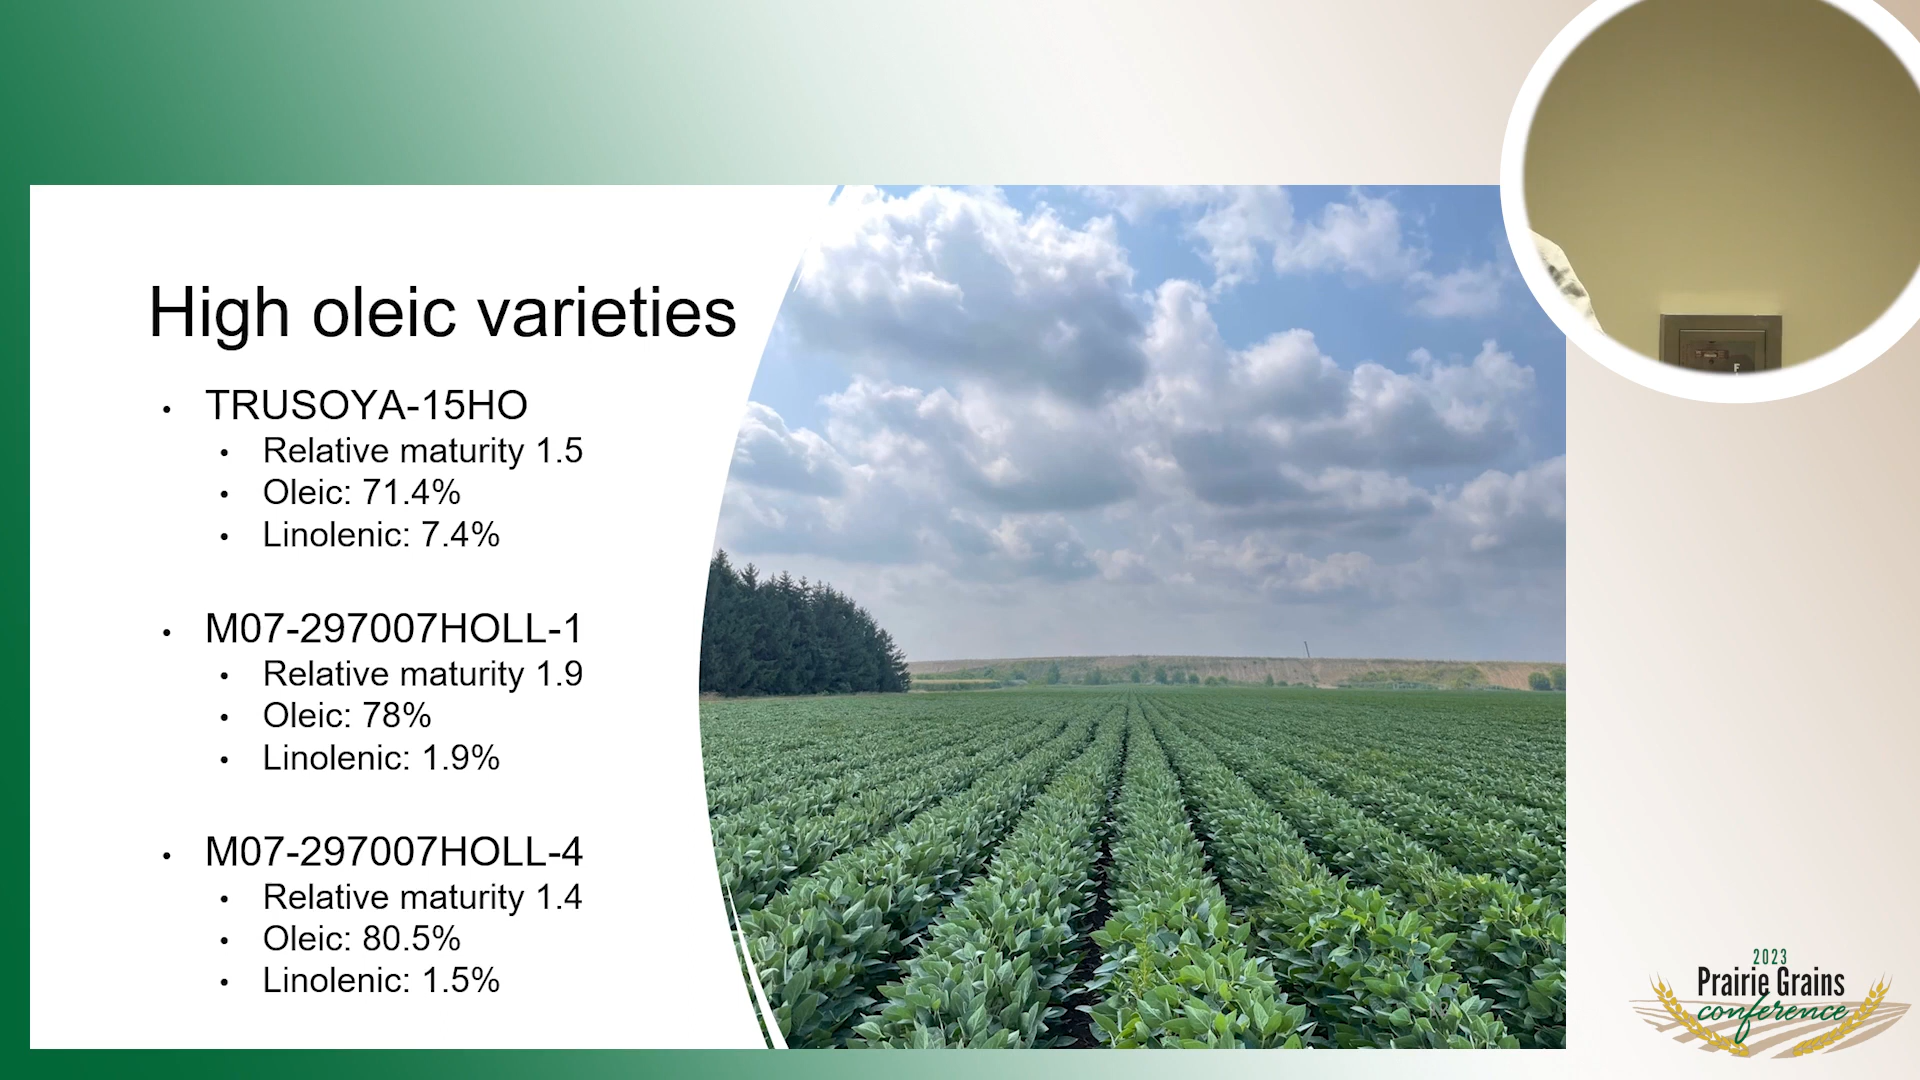 High oleic varieties
• TRUSOYA-15HO
• Relative maturity 1.5
• Oleic: 71.4%
• Linolenic: 7.4%
• M07-297007HOLL-1
• Relative maturity 1.9
• Oleic: 78%
• Linolenic: 1.9%
• M07-297007HOLL-4
• Relative maturity 1.4
• Oleic: 80.5%
• Linolenic: 1.5%
F
2023
Prairie Grains
conference